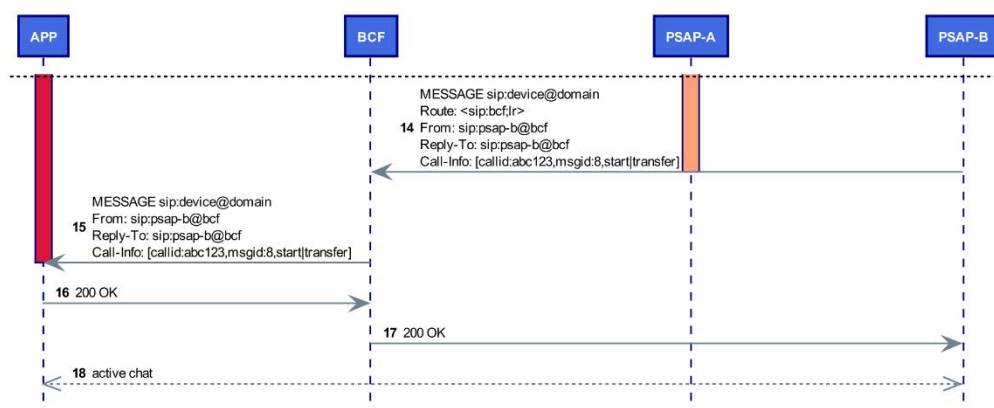 APP
BCF
PSAP-A
PSAP-B
MESSAGE sip:device@domain
Route: <sip:bcf;lr>
14 From: sip:psap-b@bcf
Reply-To: sip:psap-b@bcf
Call-Info: [callid:abc123,msgid:8,start|transfer]
MESSAGE sip:device@domain
15 From: sip:psap-b@bcf
Reply-To: sip:psap-b@bcf
Call-Info: [callid:abc123,msgid:8,start|transfer]
16 200 OK
17 200 OK
18 active chat